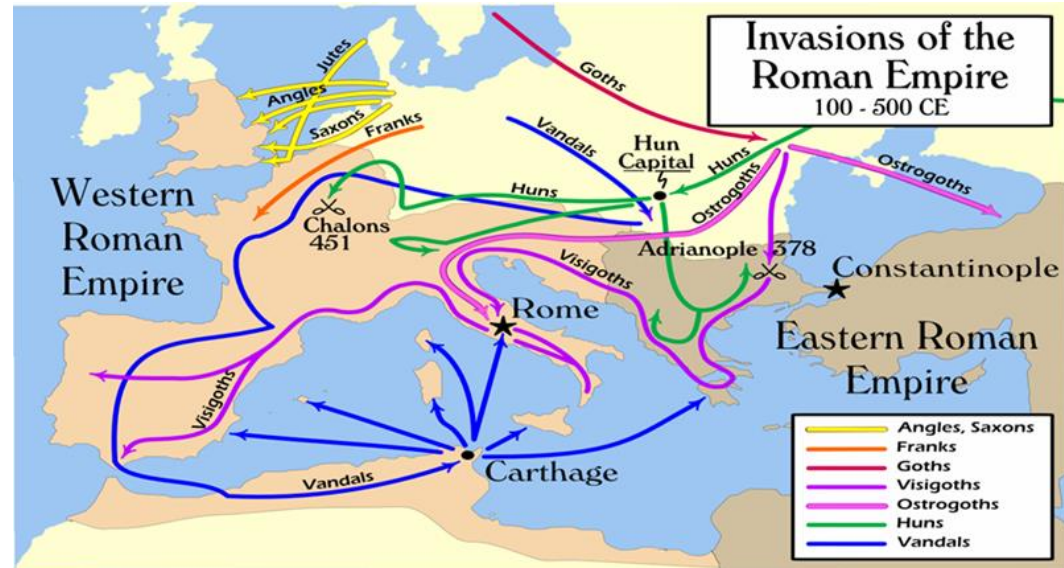 Invasions of the
Roman Empire
100 - 500 CE
Jutes
Angles
Saxons
Franks
Goths
Vandals
Huns
Hun
Capital
Ostrogoths
Huns
Ostrogoths
Western
Roman
Empire
Chalons
451
Adrianople 378
Visigoths
Constantinople
Rome
Eastern Roman
Empire
Visigoths
Vandals
Carthage
Angles, Saxons
Franks
Goths
Visigoths
Ostrogoths
Huns
Vandals